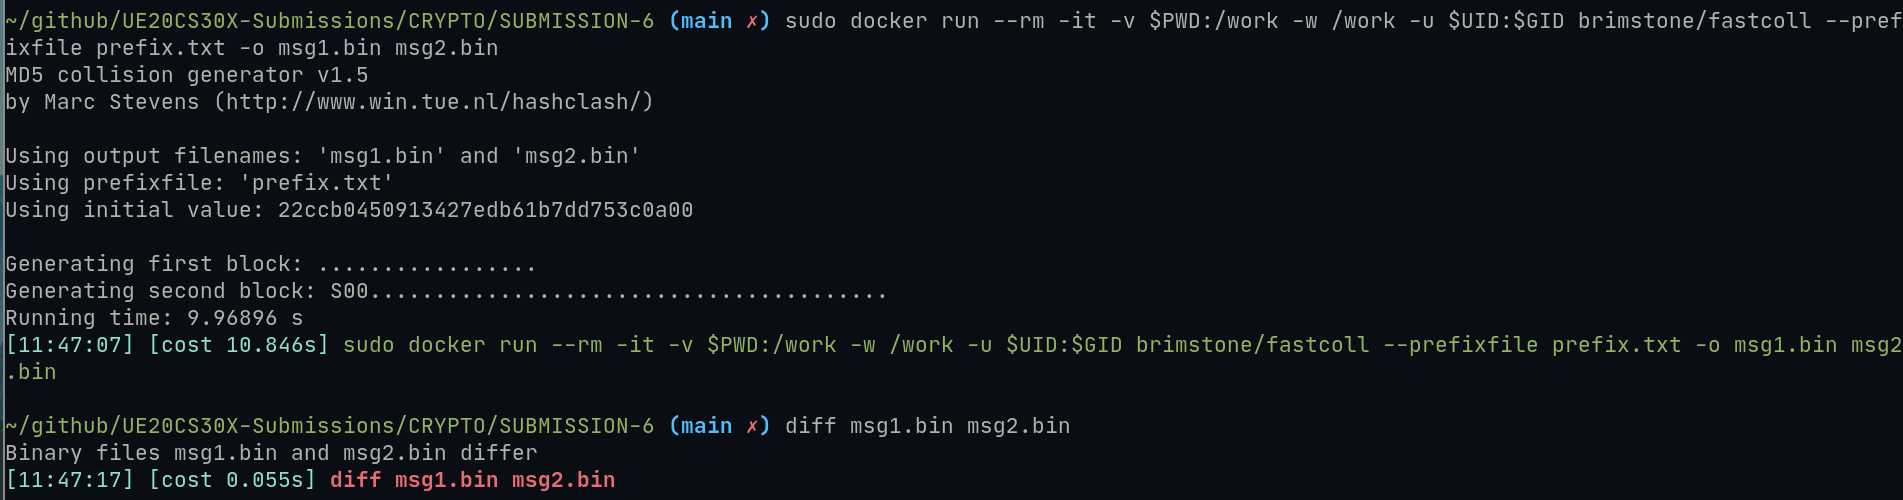 ~/github/UE20CS30X-Submissions/CRYPTO/SUBMISSION-6 (main ✗) sudo docker run --rm -it -v $PWD:/work -w /work -u $UID:$GID brimstone/fastcoll --pref
ixfile prefix.txt -o msg1.bin msg2.bin
MD5 collision generator v1.5
by Marc Stevens (http://www.win.tue.nl/hashclash/)
Using output filenames: 'msg1.bin' and 'msg2.bin'
Using prefixfile: 'prefix.txt'
Using initial value: 22ccb0450913427edb61b7dd753c0a00
Generating first block: .................
Generating second block: S00........................................
Running time: 9.96896 s
[11:47:07] [cost 10.846s] sudo docker run --rm -it -v $PWD:/work -w /work -u $UID:$GID brimstone/fastcoll --prefixfile prefix.txt -o msg1.bin msg2
.bin
~/github/UE20CS30X-Submissions/CRYPTO/SUBMISSION-6 (main ✗) diff msg1.bin msg2.bin
Binary files msg1.bin and msg2.bin differ
[11:47:17] [cost 0.055s] diff msg1.bin msg2.bin